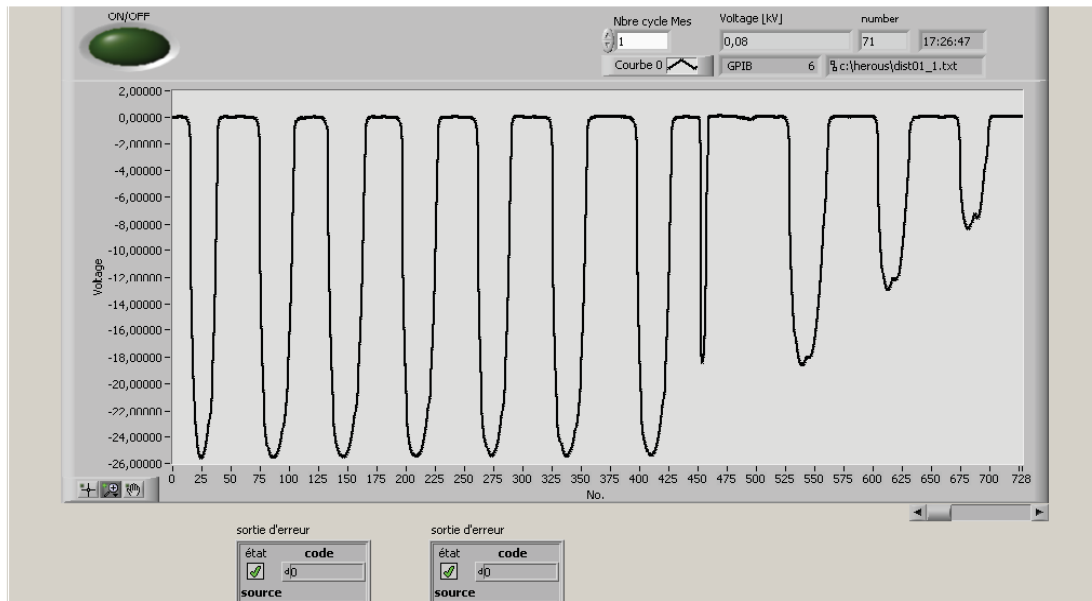 ON/OFF
Nbre cycle Mes
Voltage [kV]
number
1
0,08
71
17:26:47
Courbe 0
GPIB 6
c:\herous\dist01_1.txt
2,00000
0,00000
-2,00000
-4,00000
-6,00000
-8,00000
-10,00000
-12,00000
-14,00000
-16,00000
-18,00000
-20,00000
-22,00000
-24,00000
-26,00000
Voltage
0 25 50 75 100 125 150 175 200 225 250 275 300 325 350 375 400 425 450 475 500 525 550 575 600 625 650 675 700 728
No.
sortie d'erreur
sortie d'erreur
état code
d0
source
état code
d0
source